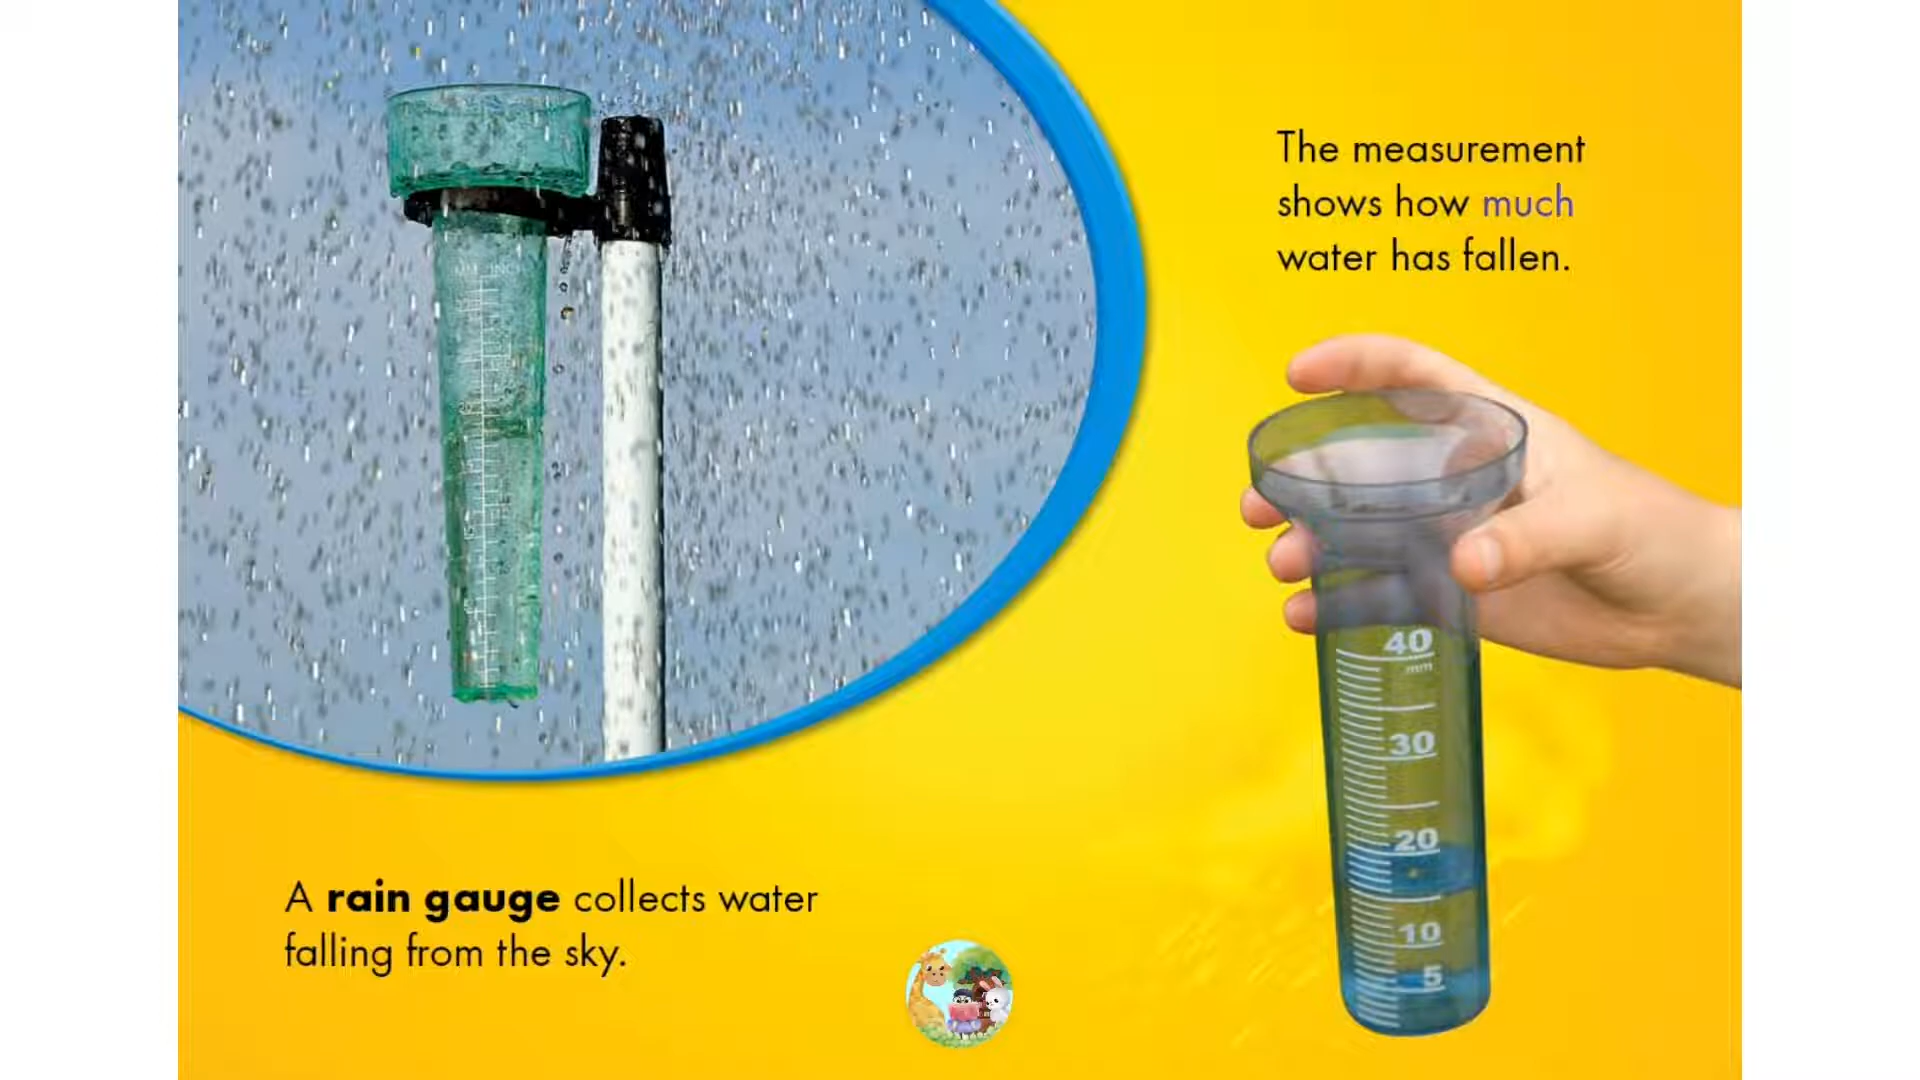 The measurement
shows how much
water has fallen.
40
mm
30
20
10
5
A rain gauge collects water
falling from the sky.